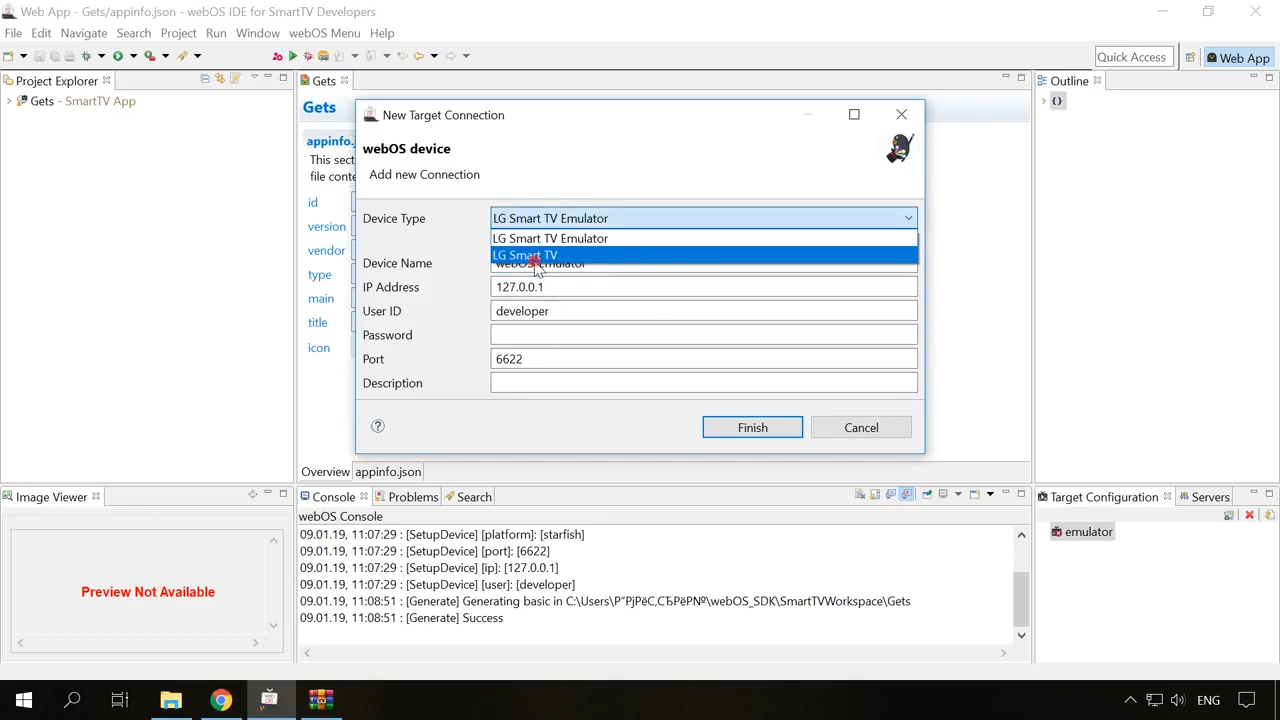 Web App - Gets/appinfo.json - webOS IDE for SmartTV Developers
File Edit Navigate Search Project Run Window webOS Menu Help
Quick Access
Web App
Project Explorer
Gets - SmartTV App
Gets
Outline
{}
Gets
appinfo.
This sect
file conte
id
version
vendor
type
main
title
icon
New Target Connection
webOS device
Add new Connection
Device Type LG Smart TV Emulator
LG Smart TV Emulator
LG Smart TV
Device Name webOS Emulator
IP Address 127.0.0.1
User ID developer
Password
Port 6622
Description
Finish Cancel
Overview appinfo.json
Image Viewer
Preview Not Available
Console Problems Search
webOS Console
09.01.19, 11:07:29 : [SetupDevice] [platform]: [starfish]
09.01.19, 11:07:29 : [SetupDevice] [port]: [6622]
09.01.19, 11:07:29 : [SetupDevice] [ip]: [127.0.0.1]
09.01.19, 11:07:29 : [SetupDevice] [user]: [developer]
09.01.19, 11:08:51 : [Generate] Generating basic in C:\Users\Р”РјРёС‚СЂРёР№\webOS_SDK\SmartTVWorkspace\Gets
09.01.19, 11:08:51 : [Generate] Success
Target Configuration Servers
emulator
ENG